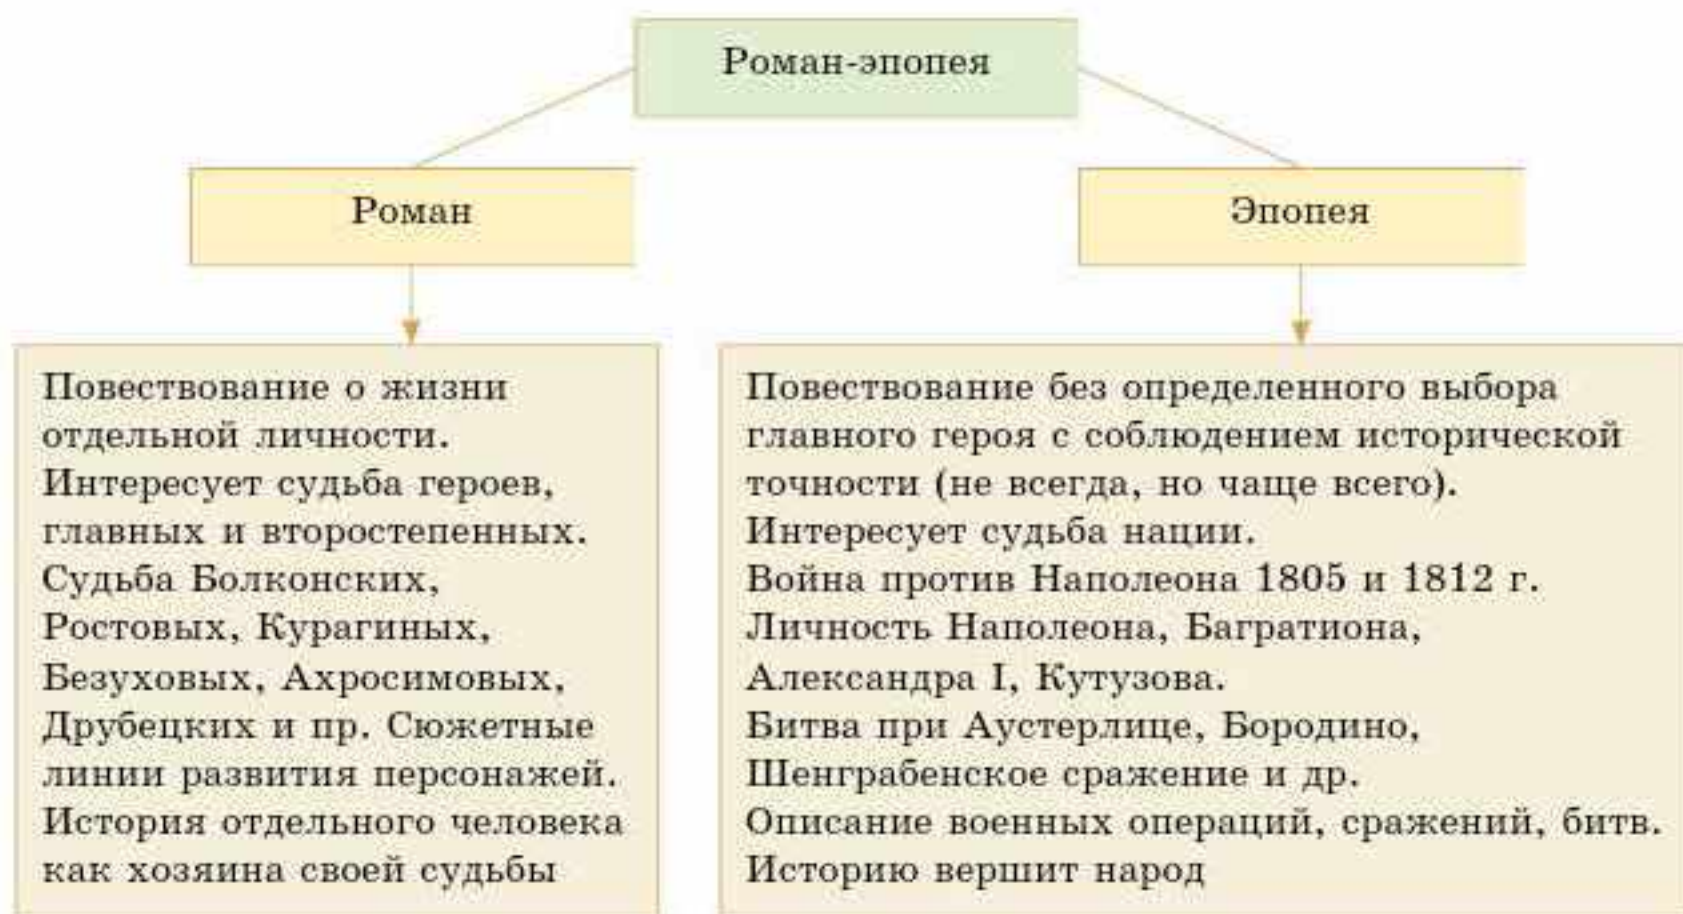 Роман-эпопея
Роман
Эпопея
Повествование о жизни
отдельной личности.
Интересует судьба героев,
главных и второстепенных.
Судьба Болконских,
Ростовых, Курагиных,
Безуховых, Ахросимовых,
Друбецких и пр. Сюжетные
линии развития персонажей.
История отдельного человека
как хозяина своей судьбы
Повествование без определенного выбора
главного героя с соблюдением исторической
точности (не всегда, но чаще всего).
Интересует судьба нации.
Война против Наполеона 1805 и 1812 г.
Личность Наполеона, Багратиона,
Александра I, Кутузова.
Битва при Аустерлице, Бородино,
Шенграбенское сражение и др.
Описание военных операций, сражений, битв.
Историю вершит народ